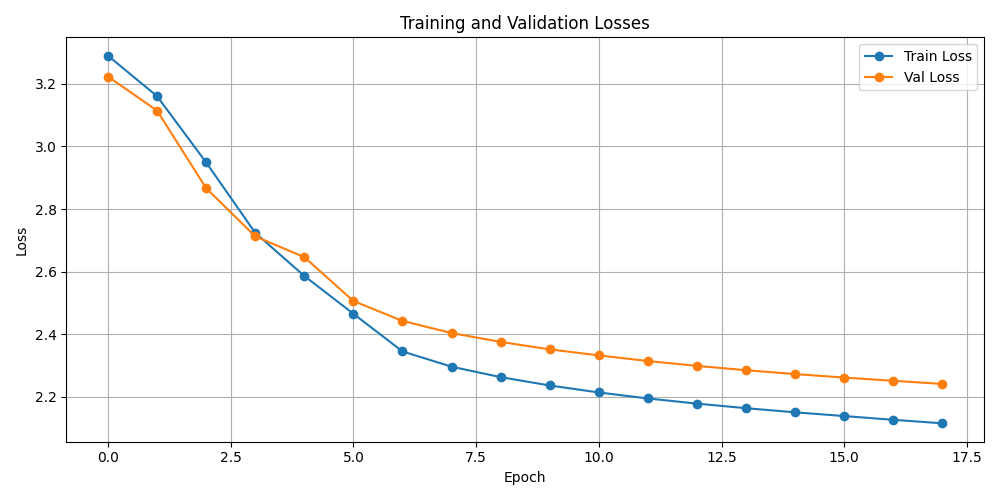 Training and Validation Losses
Train Loss
Val Loss
3.2
3.0
2.8
2.6
2.4
2.2
Loss
0.0 2.5 5.0 7.5 10.0 12.5 15.0 17.5
Epoch